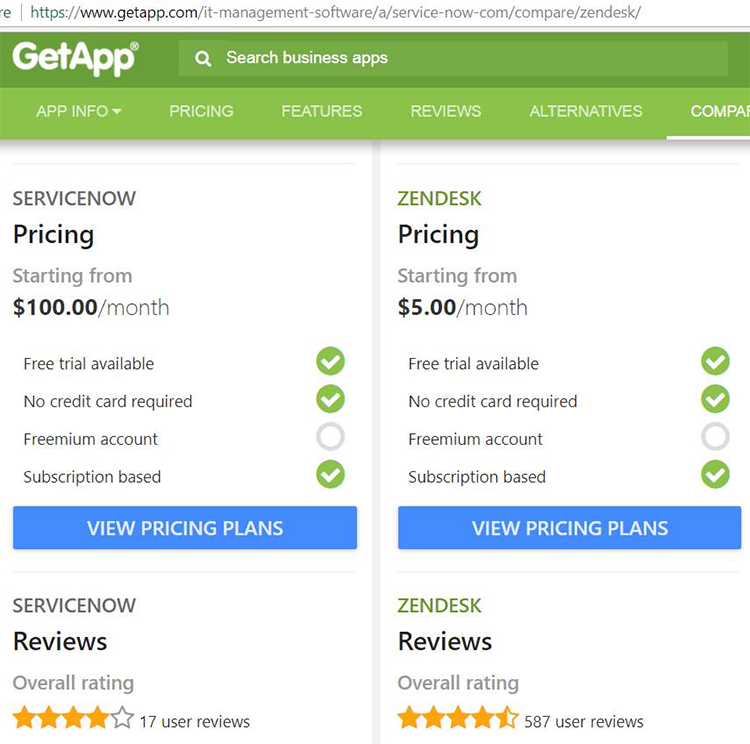 re https://www.getapp.com/it-management-software/a/service-now-com/compare/zendesk/
GetApp® Search business apps
APP INFO PRICING FEATURES REVIEWS ALTERNATIVES COMPAR
SERVICENOW
Pricing
Starting from
$100.00/month
Free trial available
No credit card required
Freemium account
Subscription based
VIEW PRICING PLANS
SERVICENOW
Reviews
Overall rating
17 user reviews
ZENDESK
Pricing
Starting from
$5.00/month
Free trial available
No credit card required
Freemium account
Subscription based
VIEW PRICING PLANS
ZENDESK
Reviews
Overall rating
587 user reviews